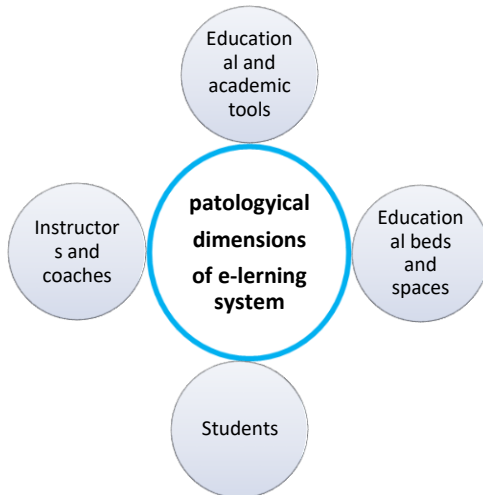 Education
al and
academic
tools
Instructor
s and
coaches
patologyical
dimensions
of e-lerning
system
Education
al beds
and
spaces
Students